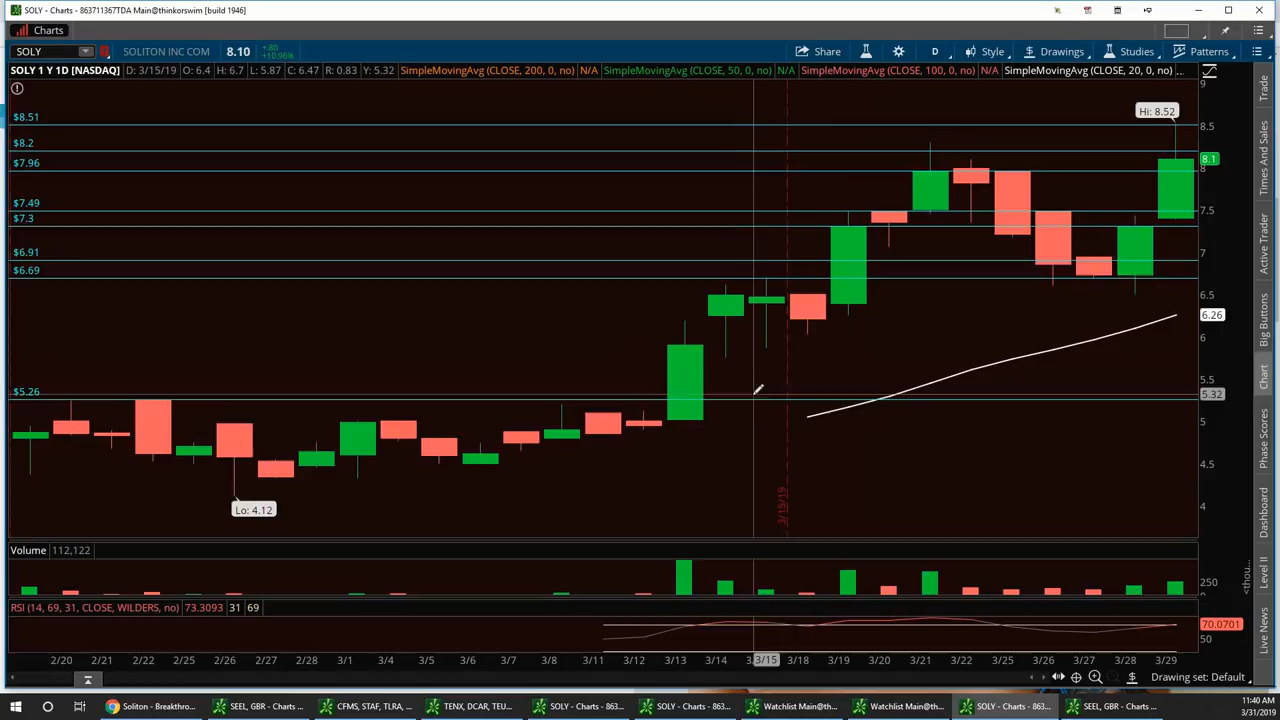 SOLY - Charts - 863711367TDA Main@thinkorswim [build 1946]
Charts
SOLY SOLITON INC COM 8.10 +.80 +10.96% Share D Style Drawings Studies Patterns
SOLY 1 Y 1D [NASDAQ] D: 3/15/19 O: 6.4 H: 6.7 L: 5.87 C: 6.47 R: 0.83 Y: 5.32 SimpleMovingAvg (CLOSE, 200, 0, no) N/A SimpleMovingAvg (CLOSE, 50, 0, no) N/A SimpleMovingAvg (CLOSE, 100, 0, no) N/A SimpleMovingAvg (CLOSE, 20, 0, no) ...
9
Hi: 8.52
$8.51
8.5
$8.2
8.1
$7.96
8
$7.49
7.5
$7.3
$6.91
7
$6.69
6.5
6.26
6
5.5
$5.26
5.32
5
4.5
Lo: 4.12
4
3/15/19
Volume 112,122
250
<thou...
RSI (14, 69, 31, CLOSE, WILDERS, no) 73.3093 31 69
70.0701
50
2/20 2/21 2/22 2/25 2/26 2/27 2/28 3/1 3/4 3/5 3/6 3/7 3/8 3/11 3/12 3/13 3/14 3/15 3/18 3/19 3/20 3/21 3/22 3/25 3/26 3/27 3/28 3/29
Drawing set: Default
Trade
Times And Sales
Active Trader
Big Buttons
Chart
Phase Scores
Dashboard
Level II
Live News
Soliton - Breakthro... SEEL, GBR - Charts ... CFMS, STAF, TLRA, ... TENX, DCAR, TEU... SOLY - Charts - 863... SOLY - Charts - 863... Watchlist Main@th... Watchlist Main@th... SOLY - Charts - 863... SEEL, GBR - Charts ...
11:40 AM
3/31/2019